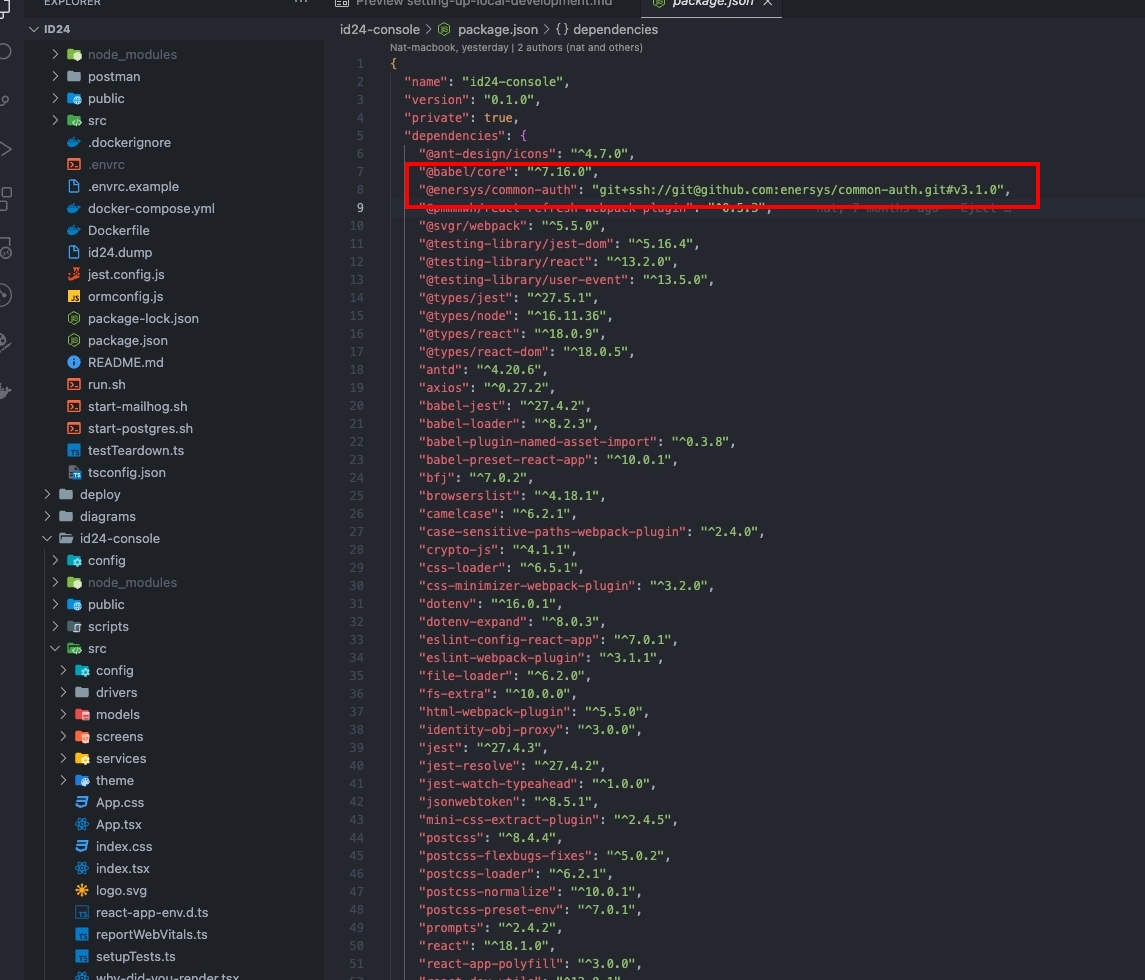 EXPLORER
Preview setting-up-local-development.md
package.json
ID24
node_modules
postman
public
src
.dockerignore
.envrc
.envrc.example
docker-compose.yml
Dockerfile
id24.dump
jest.config.js
ormconfig.js
package-lock.json
package.json
README.md
run.sh
start-mailhog.sh
start-postgres.sh
testTeardown.ts
tsconfig.json
deploy
diagrams
id24-console
config
node_modules
public
scripts
src
config
drivers
models
screens
services
theme
App.css
App.tsx
index.css
index.tsx
logo.svg
react-app-env.d.ts
reportWebVitals.ts
setupTests.ts
why-did-you-render.tsx
id24-console > package.json > {} dependencies
Nat-macbook, yesterday | 2 authors (nat and others)
1 {
2 "name": "id24-console",
3 "version": "0.1.0",
4 "private": true,
5 "dependencies": {
6 "@ant-design/icons": "^4.7.0",
7 "@babel/core": "^7.16.0",
8 "@enersys/common-auth": "git+ssh://git@github.com:enersys/common-auth.git#v3.1.0",
9 "@pmmmwh/react-refresh-webpack-plugin": "^0.5.3", nat, 7 months ago • Eject …
10 "@svgr/webpack": "^5.5.0",
11 "@testing-library/jest-dom": "^5.16.4",
12 "@testing-library/react": "^13.2.0",
13 "@testing-library/user-event": "^13.5.0",
14 "@types/jest": "^27.5.1",
15 "@types/node": "^16.11.36",
16 "@types/react": "^18.0.9",
17 "@types/react-dom": "^18.0.5",
18 "antd": "^4.20.6",
19 "axios": "^0.27.2",
20 "babel-jest": "^27.4.2",
21 "babel-loader": "^8.2.3",
22 "babel-plugin-named-asset-import": "^0.3.8",
23 "babel-preset-react-app": "^10.0.1",
24 "bfj": "^7.0.2",
25 "browserslist": "^4.18.1",
26 "camelcase": "^6.2.1",
27 "case-sensitive-paths-webpack-plugin": "^2.4.0",
28 "crypto-js": "^4.1.1",
29 "css-loader": "^6.5.1",
30 "css-minimizer-webpack-plugin": "^3.2.0",
31 "dotenv": "^16.0.1",
32 "dotenv-expand": "^8.0.3",
33 "eslint-config-react-app": "^7.0.1",
34 "eslint-webpack-plugin": "^3.1.1",
35 "file-loader": "^6.2.0",
36 "fs-extra": "^10.0.0",
37 "html-webpack-plugin": "^5.5.0",
38 "identity-obj-proxy": "^3.0.0",
39 "jest": "^27.4.3",
40 "jest-resolve": "^27.4.2",
41 "jest-watch-typeahead": "^1.0.0",
42 "jsonwebtoken": "^8.5.1",
43 "mini-css-extract-plugin": "^2.4.5",
44 "postcss": "^8.4.4",
45 "postcss-flexbugs-fixes": "^5.0.2",
46 "postcss-loader": "^6.2.1",
47 "postcss-normalize": "^10.0.1",
48 "postcss-preset-env": "^7.0.1",
49 "prompts": "^2.4.2",
50 "react": "^18.1.0",
51 "react-app-polyfill": "^3.0.0",
"react-dev-utils": "^12.0.1",